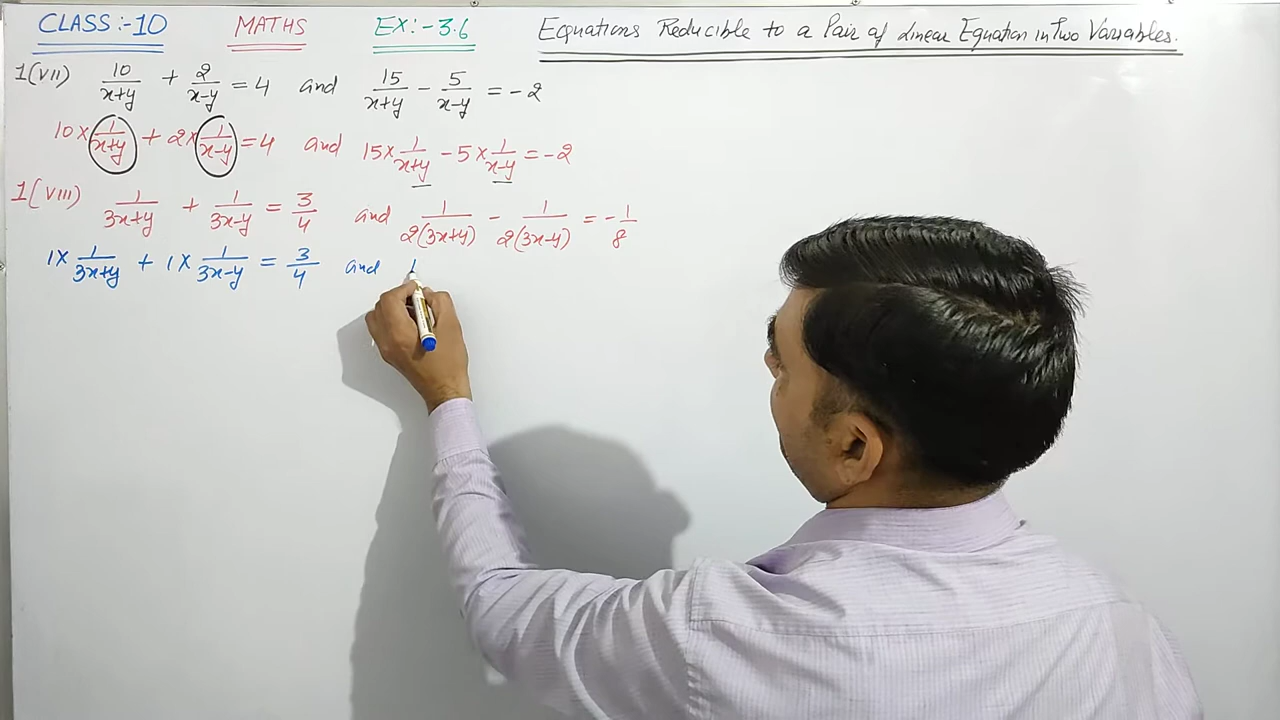 CLASS:-10 MATHS EX:-3.6 Equations Reducible to a Pair of Linear Equation in Two Variables.
1(VII) 10/(x+y) + 2/(x-y) = 4 and 15/(x+y) - 5/(x-y) = -2
10 × 1/(x+y) + 2 × 1/(x-y) = 4 and 15 × 1/(x+y) - 5 × 1/(x-y) = -2
1(VIII) 1/(3x+y) + 1/(3x-y) = 3/4 and 1/2(3x+y) - 1/2(3x-y) = -1/8
1 × 1/(3x+y) + 1 × 1/(3x-y) = 3/4 and 1